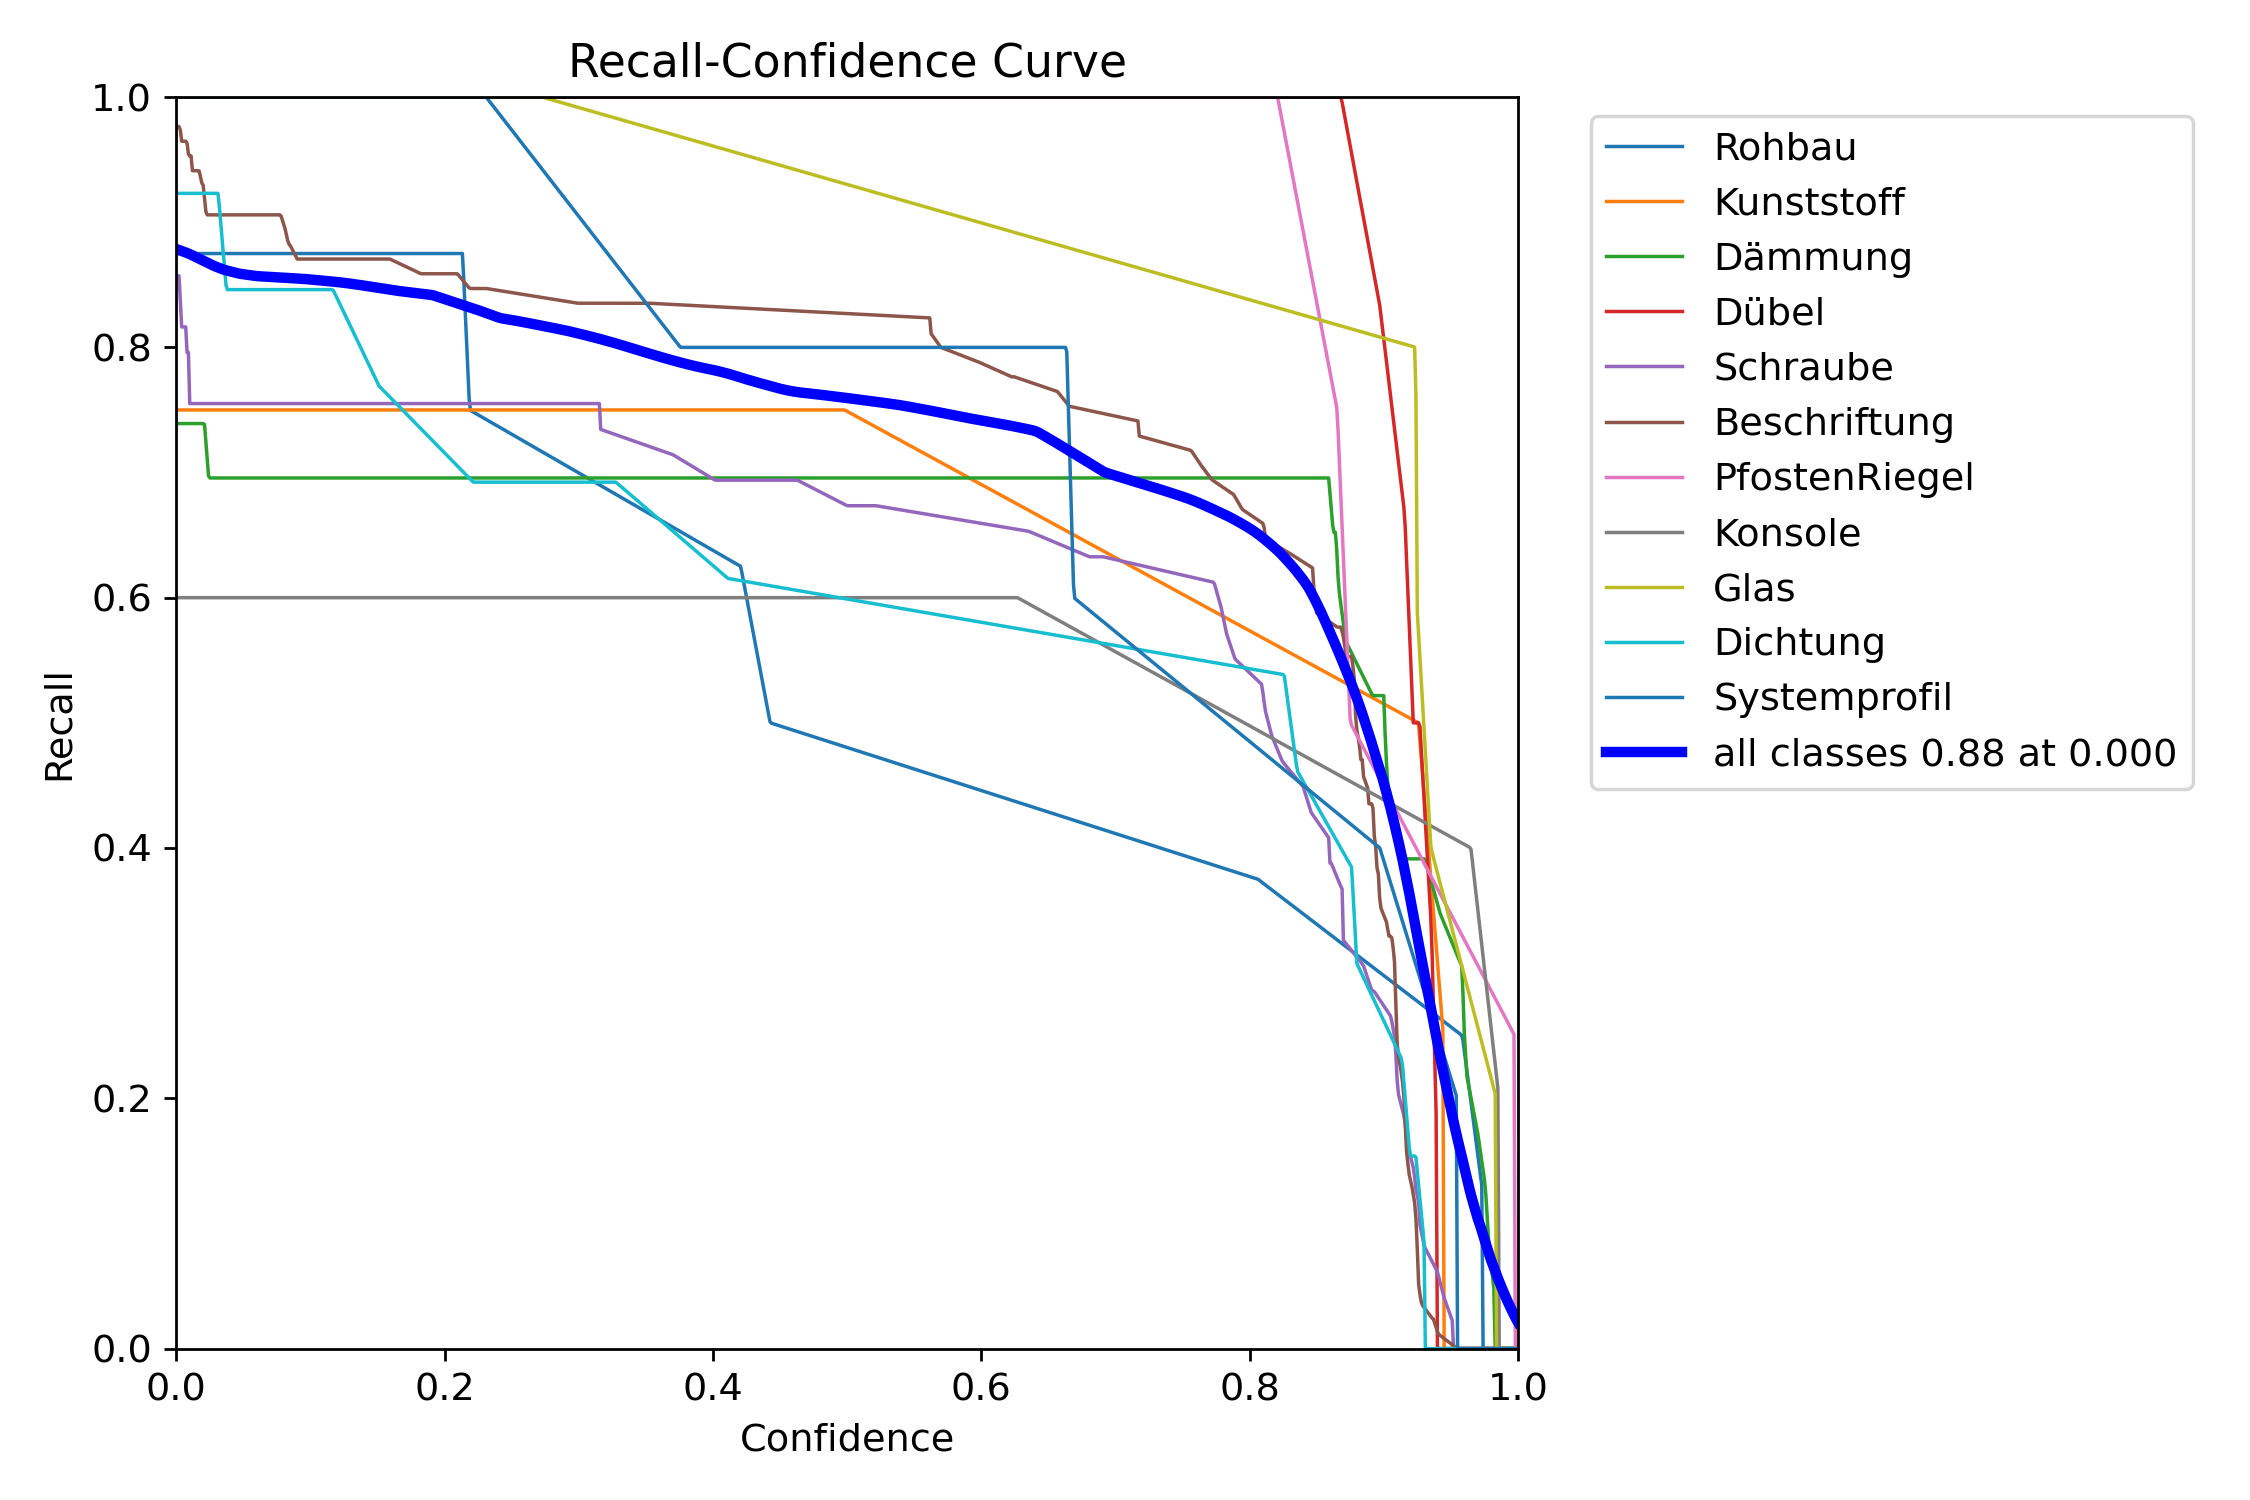 Recall-Confidence Curve
1.0
0.8
0.6
0.4
0.2
0.0
Recall
0.0 0.2 0.4 0.6 0.8 1.0
Confidence
Rohbau
Kunststoff
Dämmung
Dübel
Schraube
Beschriftung
PfostenRiegel
Konsole
Glas
Dichtung
Systemprofil
all classes 0.88 at 0.000